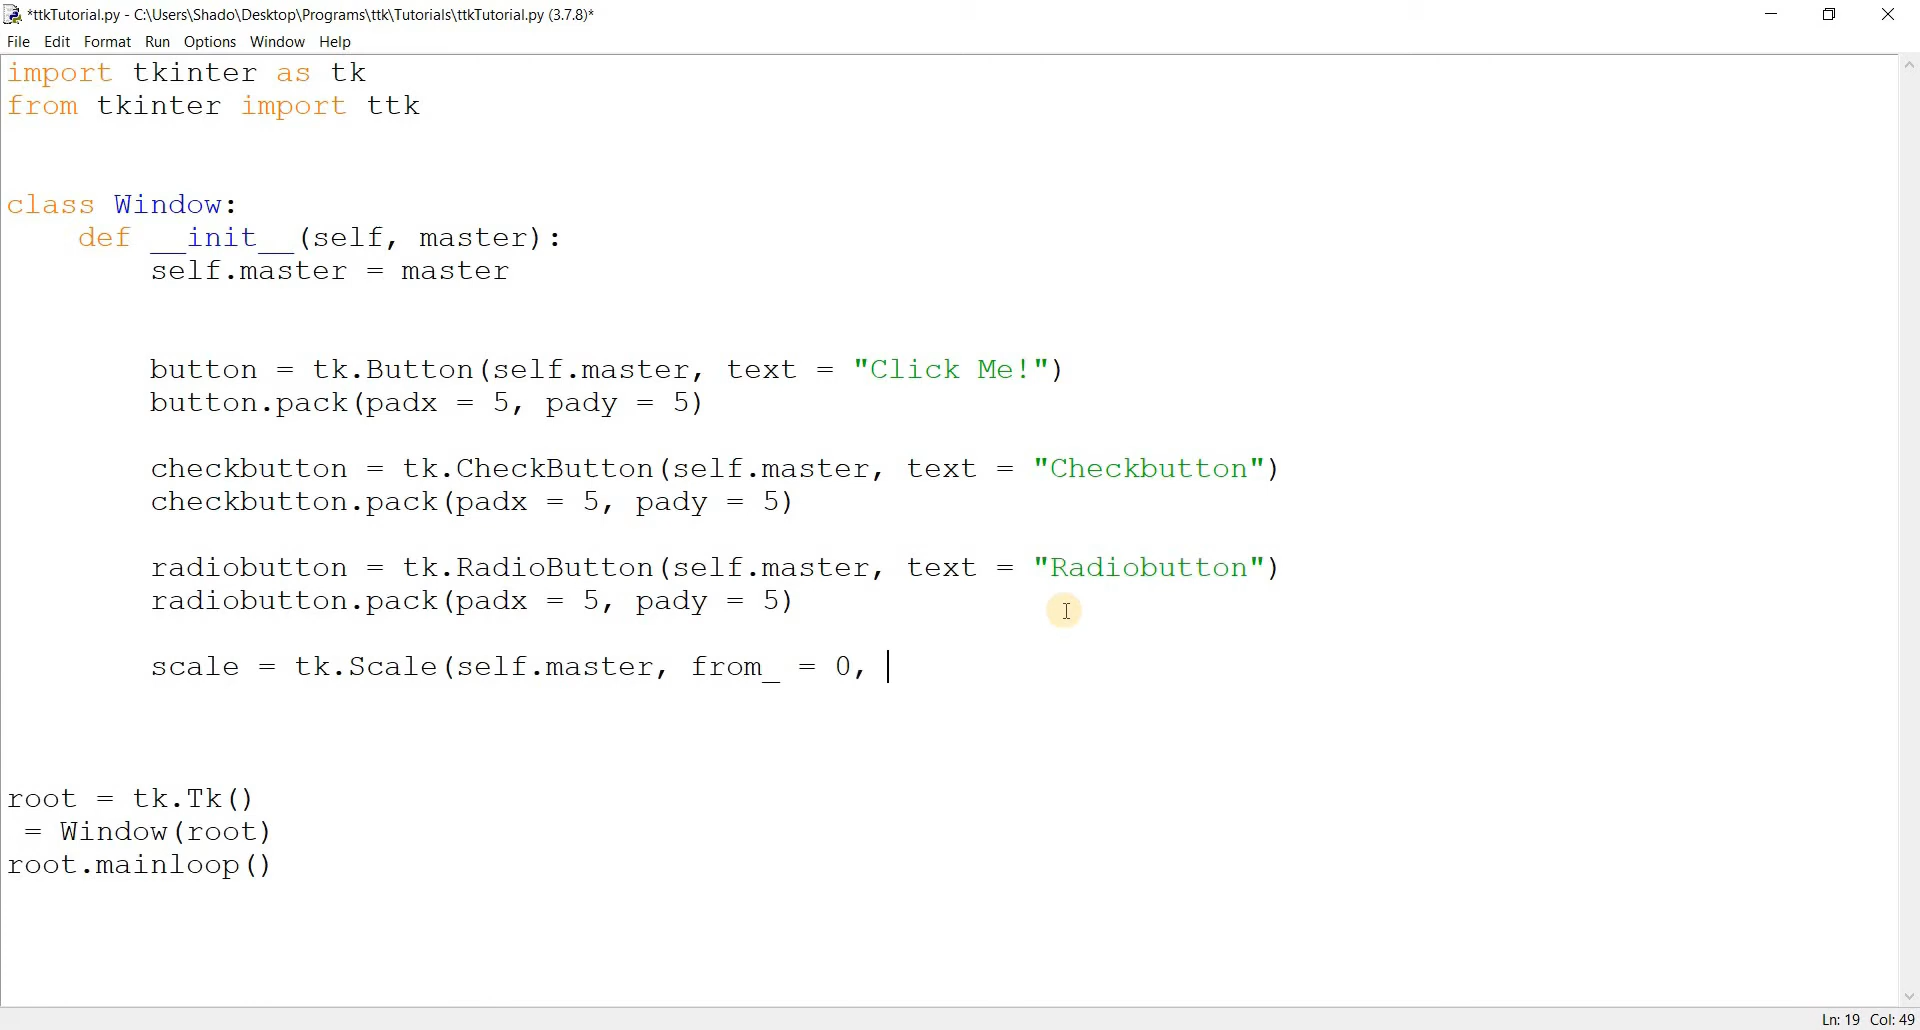 *ttkTutorial.py - C:\Users\Shado\Desktop\Programs\ttk\Tutorials\ttkTutorial.py (3.7.8)*
File Edit Format Run Options Window Help
import tkinter as tk
from tkinter import ttk
class Window:
    def __init__(self, master):
        self.master = master
        button = tk.Button(self.master, text = "Click Me!")
        button.pack(padx = 5, pady = 5)
        checkbutton = tk.CheckButton(self.master, text = "Checkbutton")
        checkbutton.pack(padx = 5, pady = 5)
        radiobutton = tk.RadioButton(self.master, text = "Radiobutton")
        radiobutton.pack(padx = 5, pady = 5)
        scale = tk.Scale(self.master, from_ = 0,
root = tk.Tk()
 = Window(root)
root.mainloop()
Ln: 19 Col: 49